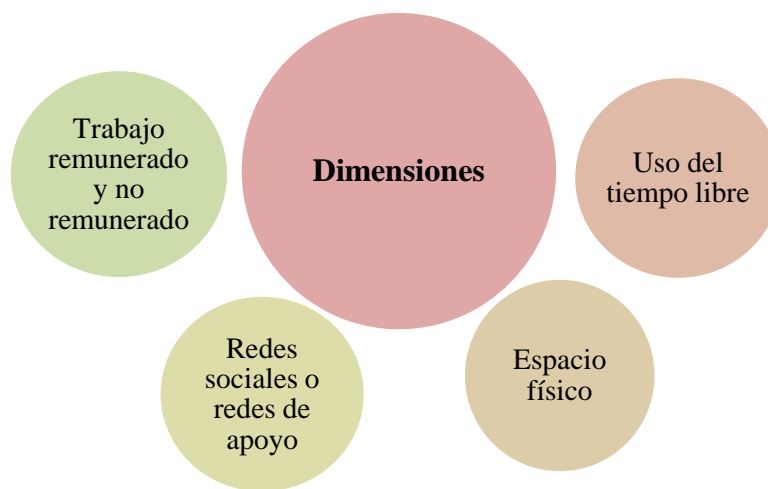 Dimensiones
Trabajo
remunerado
y no
remunerado
Redes
sociales o
redes de
apoyo
Espacio
físico
Uso del
tiempo libre